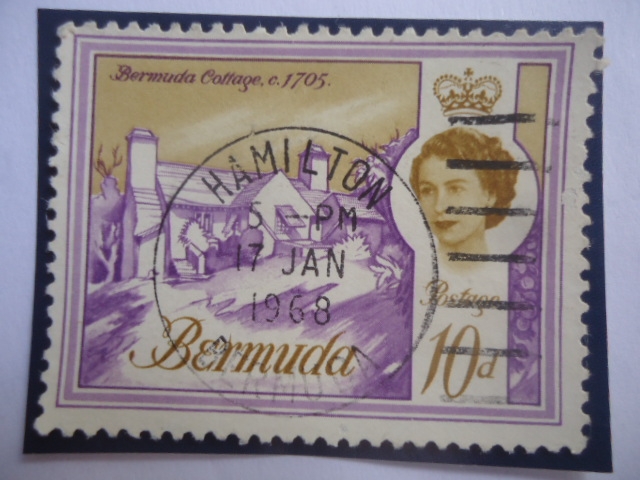 Bermuda Cottage, c.1705.
HAMILTON
5 - PM
17 JAN
1968
Postage
Bermuda
10d